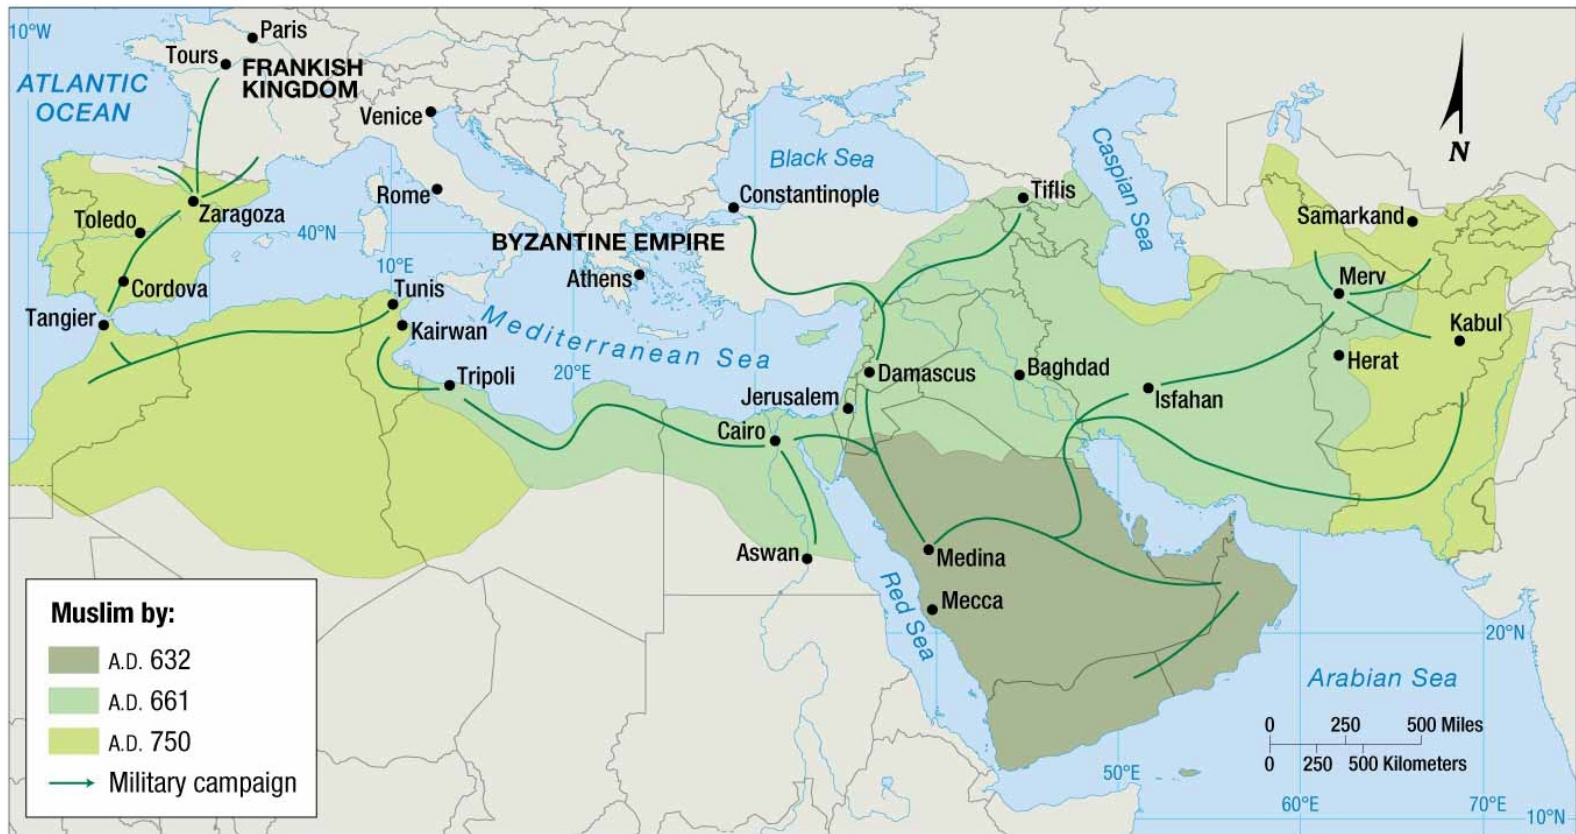 10°W
Paris
Tours
FRANKISH
KINGDOM
ATLANTIC
OCEAN
Venice
Black Sea
Caspian Sea
N
Rome
Constantinople
Tiflis
Zaragoza
Toledo
Samarkand
40°N
BYZANTINE EMPIRE
10°E
Athens
Cordova
Tunis
Merv
Tangier
Kairwan
Mediterranean Sea
Kabul
Herat
Tripoli
20°E
Damascus
Baghdad
Isfahan
Jerusalem
Cairo
Aswan
Medina
Mecca
Red Sea
20°N
Arabian Sea
0 250 500 Miles
0 250 500 Kilometers
50°E
60°E
70°E
10°N
Muslim by:
A.D. 632
A.D. 661
A.D. 750
Military campaign